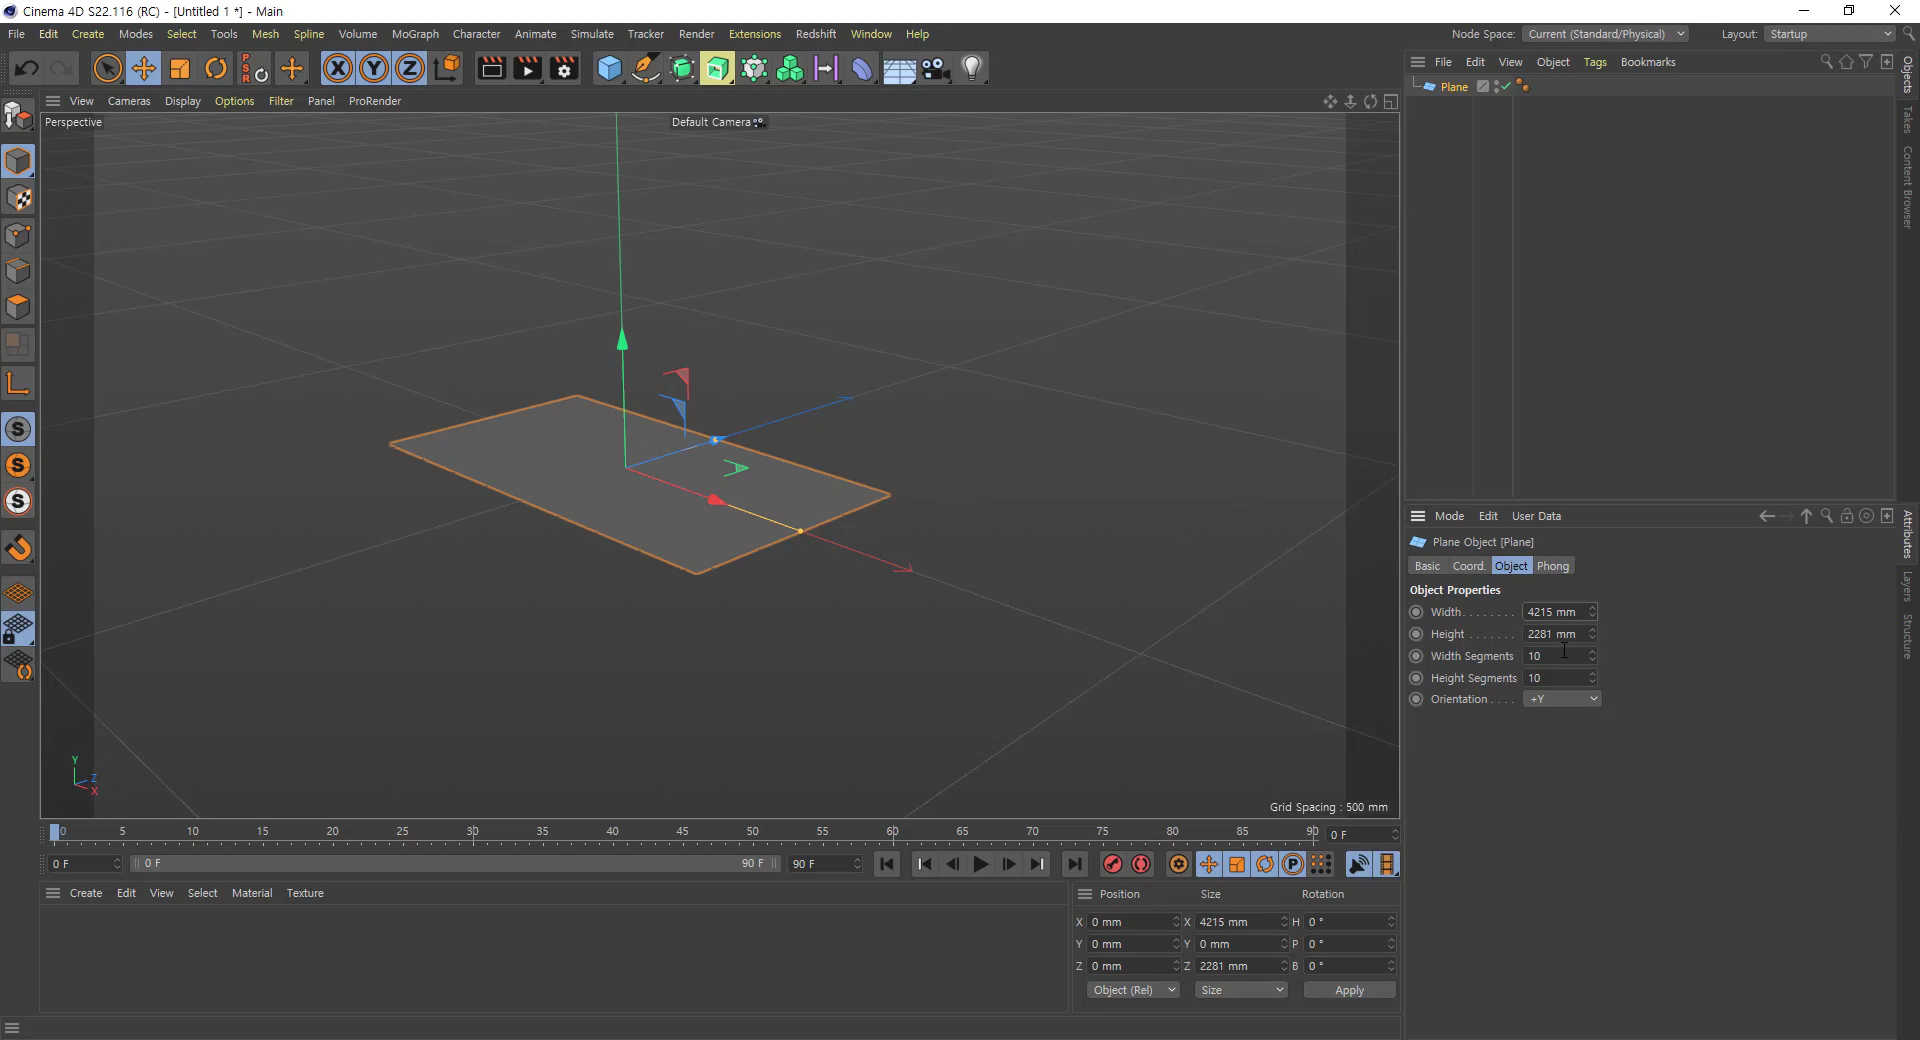 Cinema 4D S22.116 (RC) - [Untitled 1 *] - Main
File Edit Create Modes Select Tools Mesh Spline Volume MoGraph Character Animate Simulate Tracker Render Extensions Redshift Window Help Node Space: Current (Standard/Physical) Layout: Startup
P S R X Y Z
File Edit View Object Tags Bookmarks
Objects
Takes
Content Browser
View Cameras Display Options Filter Panel ProRender
Plane
Perspective Default Camera
S
S
S
Y
Z
X
Grid Spacing : 500 mm
Mode Edit User Data
Attributes
Layers
Structure
Plane Object [Plane]
Basic Coord. Object Phong
Object Properties
Width . . . . . . . 4215 mm
Height . . . . . . . 2281 mm
Width Segments 10
Height Segments 10
Orientation . . . . +Y
0 5 10 15 20 25 30 35 40 45 50 55 60 65 70 75 80 85 90 0 F
0 F 0 F 90 F 90 F P
Create Edit View Select Material Texture
Position Size Rotation
X 0 mm X 4215 mm H 0 °
Y 0 mm Y 0 mm P 0 °
Z 0 mm Z 2281 mm B 0 °
Object (Rel) Size Apply